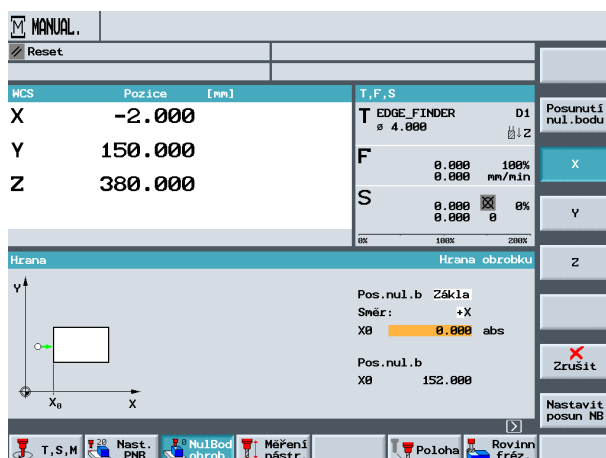 M MANUAL.
Reset
WCS Pozice [mm]
X -2.000
Y 150.000
Z 380.000
T,F,S
T EDGE_FINDER D1
ø 4.000
Z
F 0.000 100%
0.000 mm/min
S 0.000 0%
0.000 0
0% 100% 200%
Hrana Hrana obrobku
Y
X0 X
Pos.nul.b Zákla
Směr: +X
X0 0.000 abs
Pos.nul.b
X0 152.000
Posunutí
nul.bodu
X
Y
Z
Zrušit
Nastavit
posun NB
T,S,M
Nast.
PNB
NulBod
obrob.
Měření
nástr.
Poloha
Rovinn
fréz.